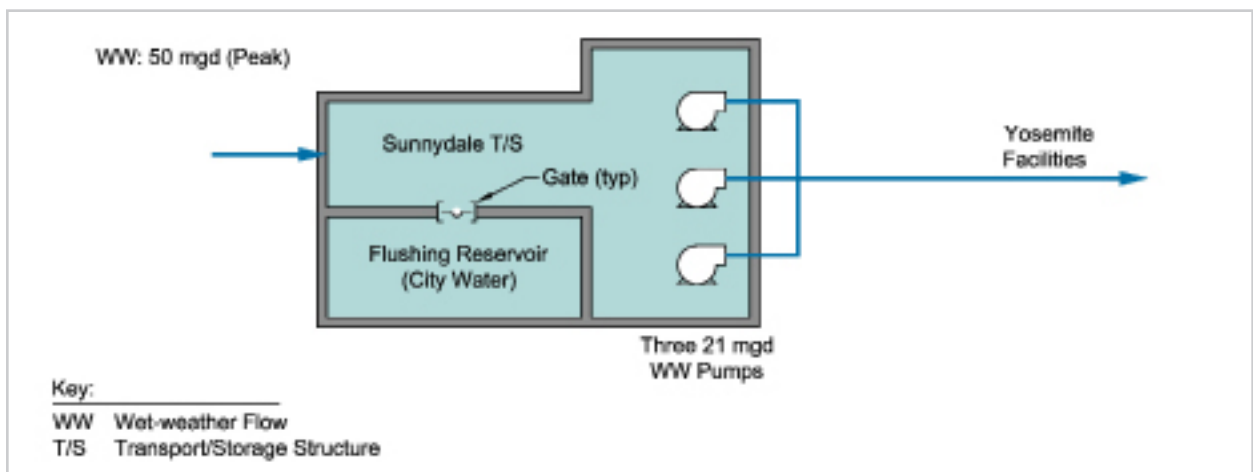 WW: 50 mgd (Peak)
Sunnydale T/S
Gate (typ)
Flushing Reservoir
(City Water)
Yosemite
Facilities
Three 21 mgd
WW Pumps
Key:
WW Wet-weather Flow
T/S Transport/Storage Structure